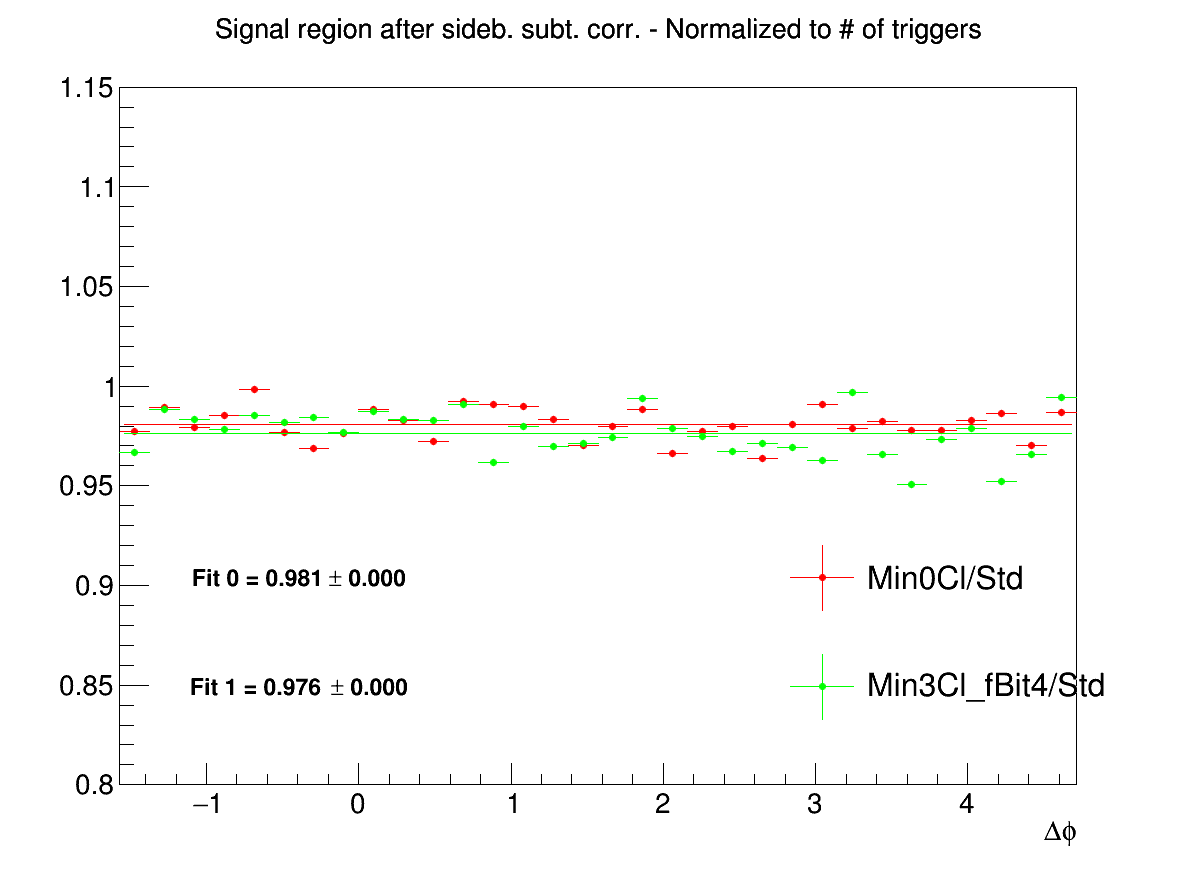 Signal region after sideb. subt. corr. - Normalized to # of triggers
1.15
1.1
1.05
1
0.95
0.9
0.85
0.8
Fit 0 = 0.981 ± 0.000
Min0Cl/Std
Fit 1 = 0.976 ± 0.000
Min3Cl_fBit4/Std
−1 0 1 2 3 4
Δϕ